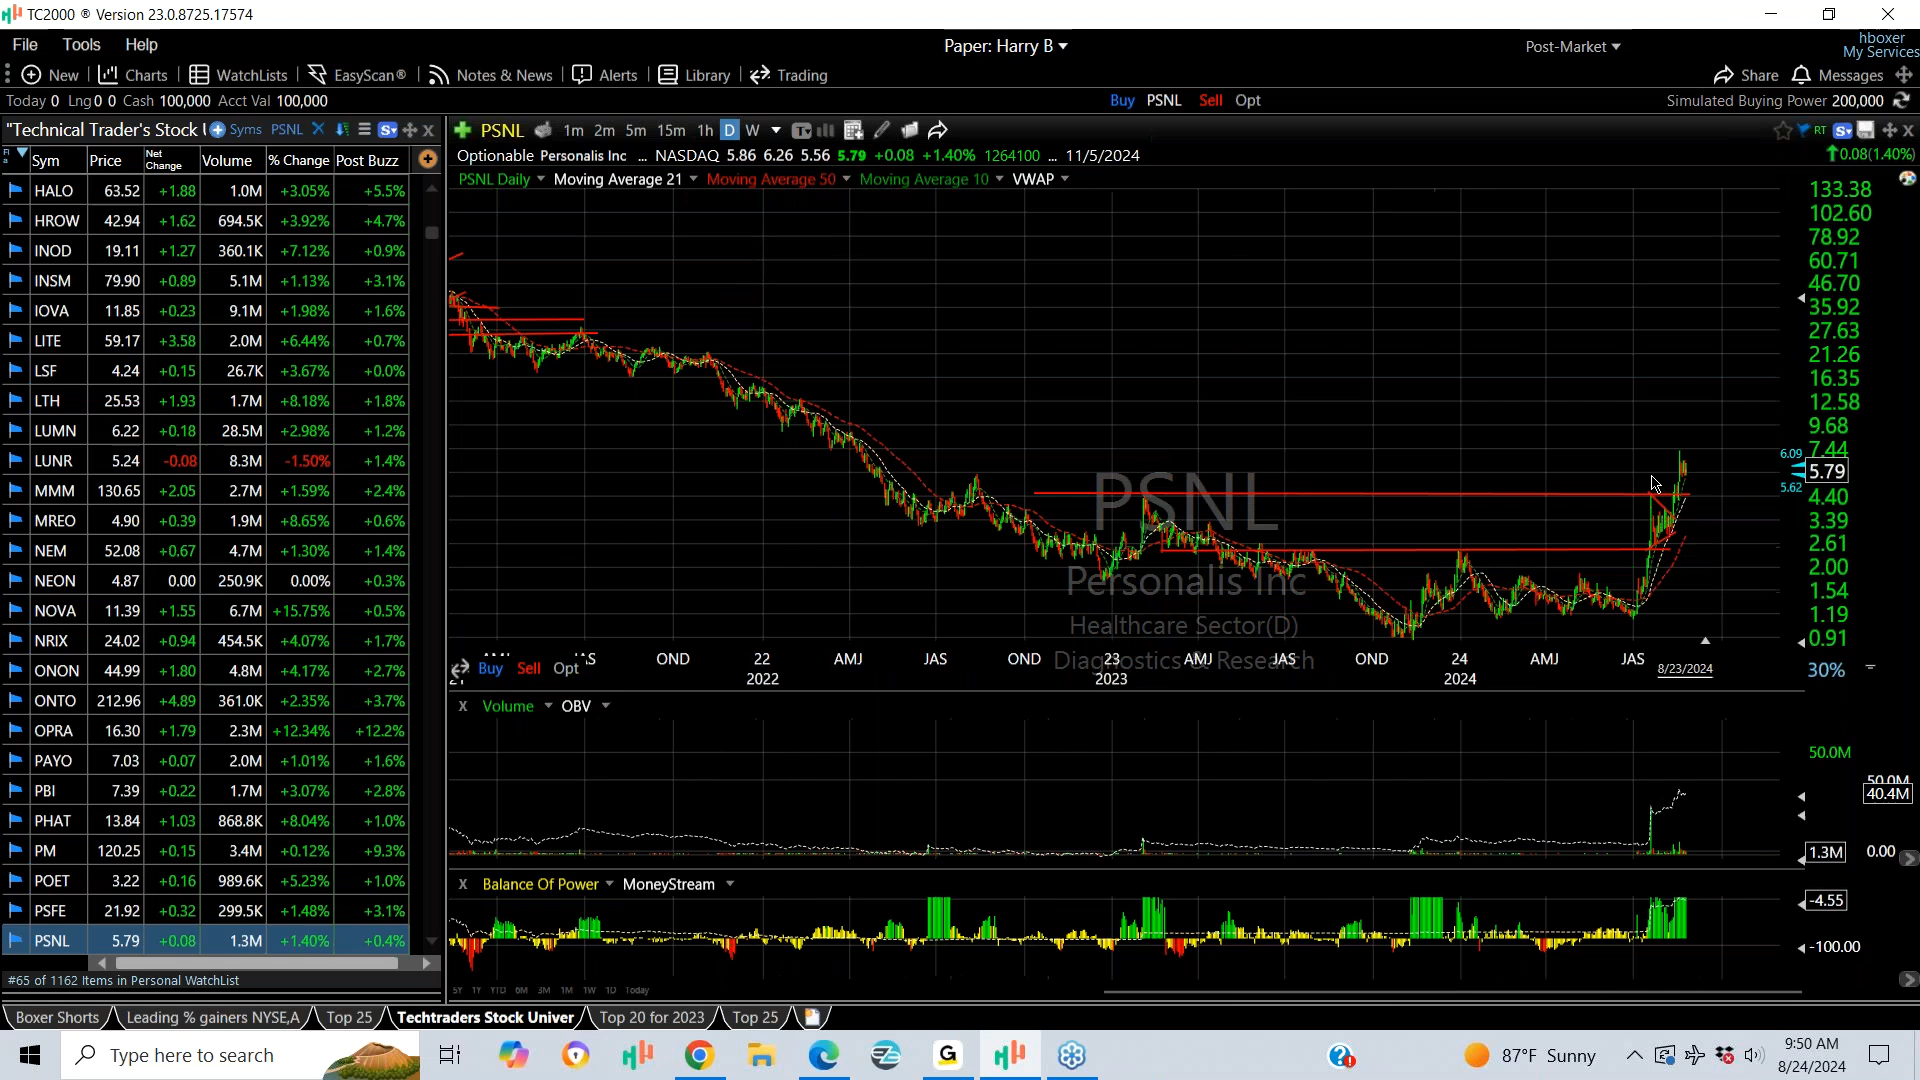 TC2000 ® Version 23.0.8725.17574
File Tools Help
Paper: Harry B
Post-Market
hboxer
My Services
New Charts WatchLists EasyScan® Notes & News Alerts Library Trading
Share Messages
Today 0 Lng 0 0 Cash 100,000 Acct Val 100,000
Buy PSNL Sell Opt
Simulated Buying Power 200,000
"Technical Trader's Stock U Syms PSNL
PSNL 1m 2m 5m 15m 1h D W
RT
Optionable Personalis Inc ... NASDAQ 5.86 6.26 5.56 5.79 +0.08 +1.40% 1264100 ... 11/5/2024
0.08(1.40%)
PSNL Daily Moving Average 21 Moving Average 50 Moving Average 10 VWAP
Sym Price Net Change Volume % Change Post Buzz
HALO 63.52 +1.88 1.0M +3.05% +5.5%
HROW 42.94 +1.62 694.5K +3.92% +4.7%
INOD 19.11 +1.27 360.1K +7.12% +0.9%
INSM 79.90 +0.89 5.1M +1.13% +3.1%
IOVA 11.85 +0.23 9.1M +1.98% +1.6%
LITE 59.17 +3.58 2.0M +6.44% +0.7%
LSF 4.24 +0.15 26.7K +3.67% +0.0%
LTH 25.53 +1.93 1.7M +8.18% +1.8%
LUMN 6.22 +0.18 28.5M +2.98% +1.2%
LUNR 5.24 -0.08 8.3M -1.50% +1.4%
MMM 130.65 +2.05 2.7M +1.59% +2.4%
MREO 4.90 +0.39 1.9M +8.65% +0.6%
NEM 52.08 +0.67 4.7M +1.30% +1.4%
NEON 4.87 0.00 250.9K 0.00% +0.3%
NOVA 11.39 +1.55 6.7M +15.75% +0.5%
NRIX 24.02 +0.94 454.5K +4.07% +1.7%
ONON 44.99 +1.80 4.8M +4.17% +2.7%
ONTO 212.96 +4.89 361.0K +2.35% +3.7%
OPRA 16.30 +1.79 2.3M +12.34% +12.2%
PAYO 7.03 +0.07 2.0M +1.01% +1.6%
PBI 7.39 +0.22 1.7M +3.07% +2.8%
PHAT 13.84 +1.03 868.8K +8.04% +1.0%
PM 120.25 +0.15 3.4M +0.12% +9.3%
POET 3.22 +0.16 989.6K +5.23% +1.0%
PSFE 21.92 +0.32 299.5K +1.48% +3.1%
PSNL 5.79 +0.08 1.3M +1.40% +0.4%
#65 of 1162 Items in Personal WatchList
133.38
102.60
78.92
60.71
46.70
35.92
27.63
21.26
16.35
12.58
9.68
7.44
6.09
5.79
5.62
4.40
3.39
2.61
2.00
1.54
1.19
0.91
30%
PSNL
Personalis Inc
Healthcare Sector(D)
Diagnostics & Research
OND 22 AMJ JAS OND 23 AMJ JAS OND 24 AMJ JAS
2022 2023 2024 8/23/2024
Buy Sell Opt
X Volume OBV
50.0M
50.0M
40.4M
1.3M 0.00
X Balance Of Power MoneyStream
-4.55
-100.00
5Y 1Y YTD 6M 3M 1M 1W 1D Today
Boxer Shorts Leading % gainers NYSE,A Top 25 Techtraders Stock Univer Top 20 for 2023 Top 25
Type here to search
87°F Sunny
9:50 AM
8/24/2024